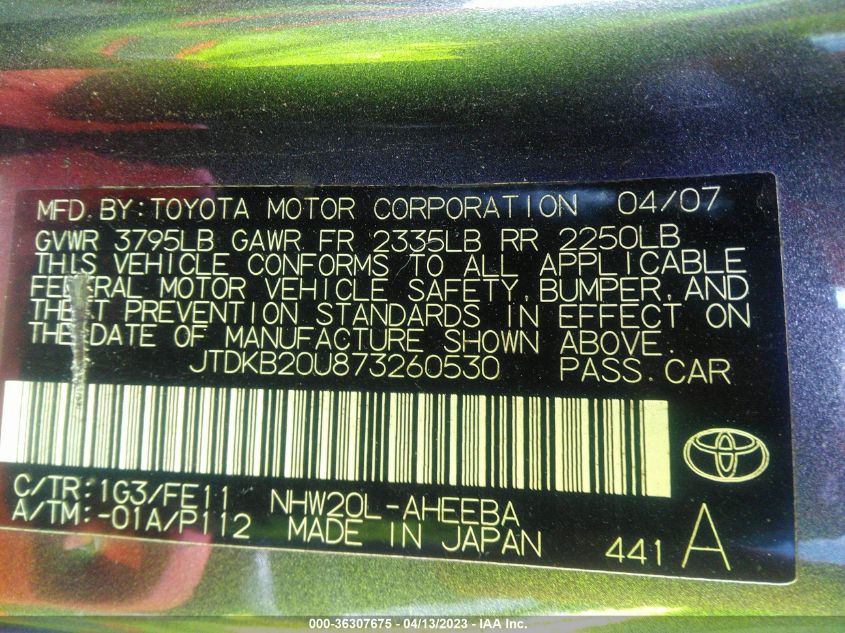 MFD. BY: TOYOTA MOTOR CORPORATION 04/07
GVWR 3795LB GAWR FR 2335LB RR 2250LB
THIS VEHICLE CONFORMS TO ALL APPLICABLE
FEDERAL MOTOR VEHICLE SAFETY, BUMPER, AND
THEFT PREVENTION STANDARDS IN EFFECT ON
THE DATE OF MANUFACTURE SHOWN ABOVE.
JTDKB20U873260530 PASS. CAR
C/TR: 1G3/FE11 NHW20L-AHEEBA
A/TM: -01A/P112 MADE IN JAPAN 441 A
000-36307675 - 04/13/2023 - IAA Inc.